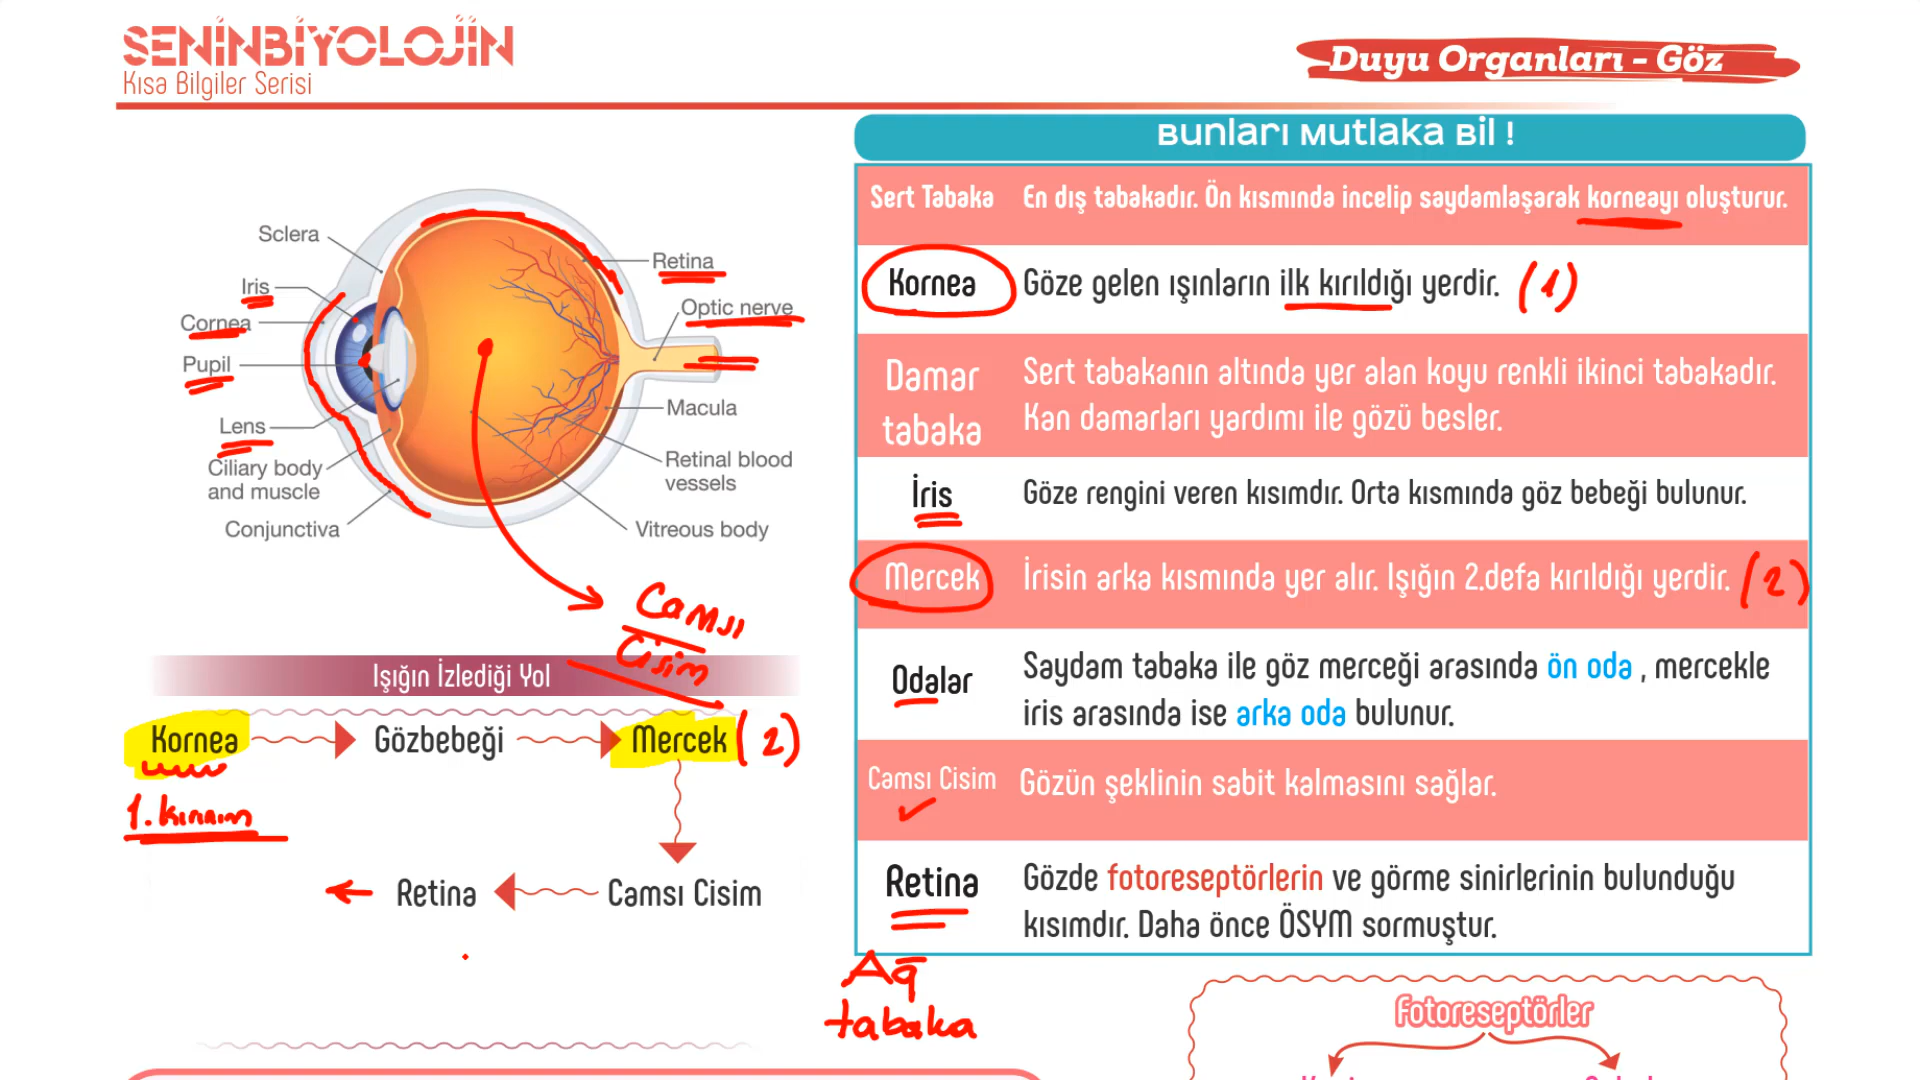 SENİNBİYOLOJİN
Kısa Bilgiler Serisi
Duyu Organları - Göz
Sclera
Iris
Cornea
Pupil
Lens
Ciliary body
and muscle
Conjunctiva
Retina
Optic nerve
Macula
Retinal blood
vessels
Vitreous body
Camsı
Cisim
Işığın İzlediği Yol
Kornea
Gözbebeği
Mercek (2)
1. Kırılım
Retina
Camsı Cisim
Bunları Mutlaka Bil !
Sert Tabaka En dış tabakadır. Ön kısmında incelip saydamlaşarak korneayı oluşturur.
Kornea Göze gelen ışınların ilk kırıldığı yerdir. (1)
Damar
tabaka
Sert tabakanın altında yer alan koyu renkli ikinci tabakadır.
Kan damarları yardımı ile gözü besler.
İris Göze rengini veren kısımdır. Orta kısmında göz bebeği bulunur.
Mercek İrisin arka kısmında yer alır. Işığın 2.defa kırıldığı yerdir. (2)
Odalar
Saydam tabaka ile göz merceği arasında ön oda , mercekle
iris arasında ise arka oda bulunur.
Camsı Cisim Gözün şeklinin sabit kalmasını sağlar.
Retina
Gözde fotoreseptörlerin ve görme sinirlerinin bulunduğu
kısımdır. Daha önce ÖSYM sormuştur.
Ağ
tabaka
Fotoreseptörler